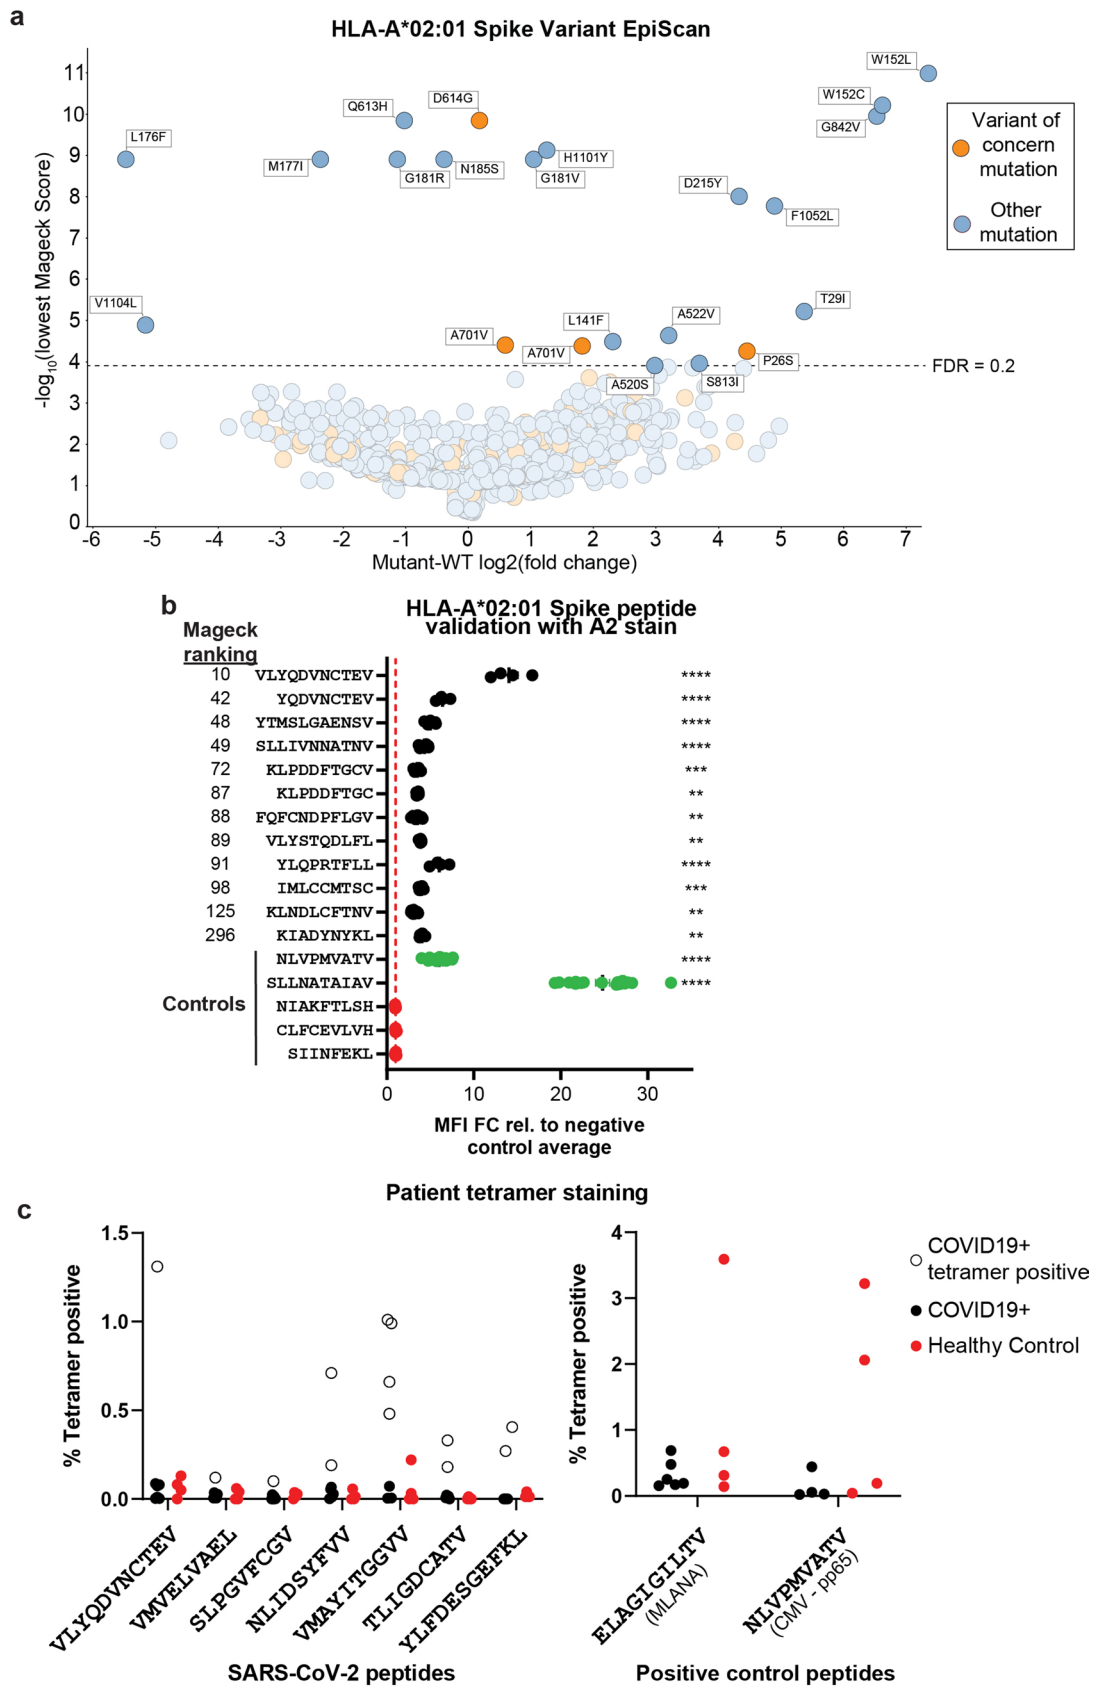 a
HLA-A*02:01 Spike Variant EpiScan
-log10(lowest Mageck Score)
11
10
9
8
7
6
5
4
3
2
1
0
W152L
W152C
G842V
D614G
Q613H
L176F
M177I
G181R
N185S
G181V
H1101Y
D215Y
F1052L
T29I
V1104L
A701V
A701V
L141F
A522V
P26S
A520S
S813I
FDR = 0.2
Variant of
concern
mutation
Other
mutation
-6 -5 -4 -3 -2 -1 0 1 2 3 4 5 6 7
Mutant-WT log2(fold change)
b
HLA-A*02:01 Spike peptide
validation with A2 stain
Mageck
ranking
10 VLYQDVNCTEV ****
42 YQDVNCTEV ****
48 YTMSLGAENSV ****
49 SLLIVNNATNV ****
72 KLPDDFTGCV ***
87 KLPDDFTGC **
88 FQFCNDPFLGV **
89 VLYSTQDLFL **
91 YLQPRTFLL ****
98 IMLCCMTSC ***
125 KLNDLCFTNV **
296 KIADYNYKL **
Controls
NLVPMVATV ****
SLLNATAIAV ****
NIAKFTLSH
CLFCEVLVH
SIINFEKL
0 10 20 30
MFI FC rel. to negative
control average
c
Patient tetramer staining
% Tetramer positive
1.5
1.0
0.5
0.0
VLYQDVNCTEV
VMVELVAEL
SLPGVFCGV
NLIDSYFVV
VMAYITGGVV
TLIGDCATV
YLFDESGEFKL
SARS-CoV-2 peptides
% Tetramer positive
4
3
2
1
0
ELAGIGILTV
(MLANA)
NLVPMVATV
(CMV - pp65)
Positive control peptides
COVID19+
tetramer positive
COVID19+
Healthy Control